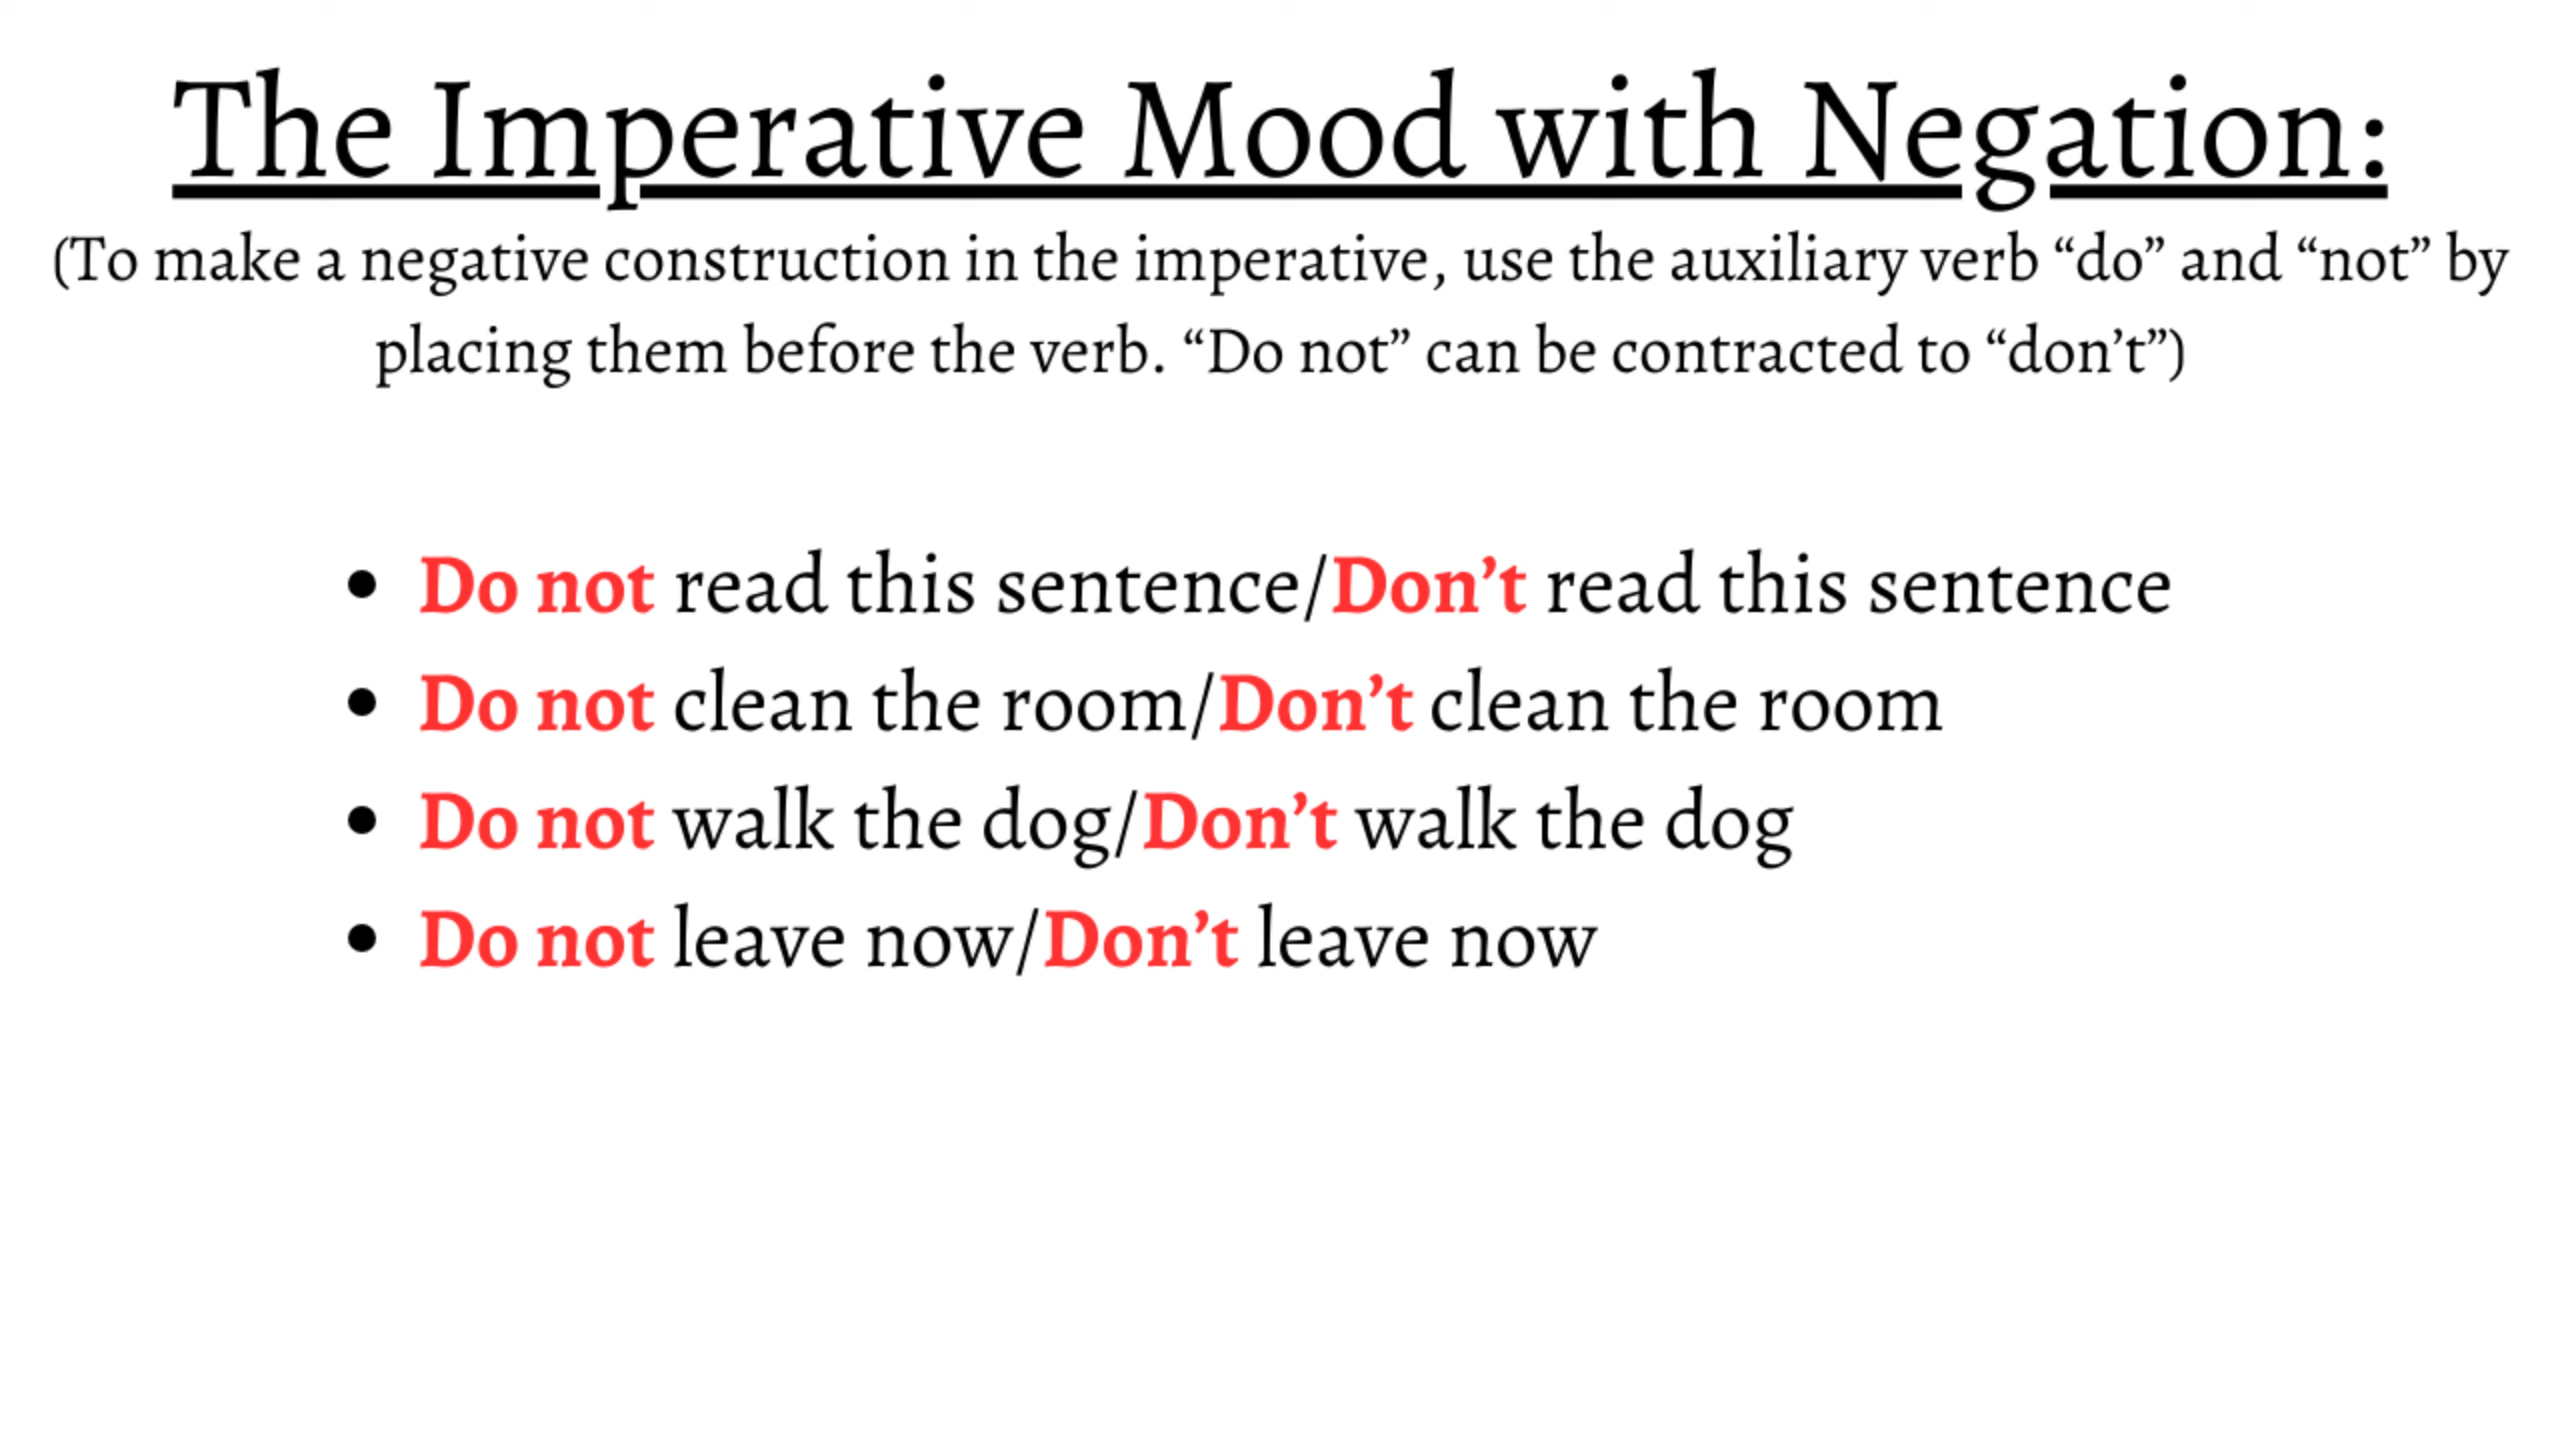 The Imperative Mood with Negation:
(To make a negative construction in the imperative, use the auxiliary verb “do” and “not” by
placing them before the verb. “Do not” can be contracted to “don’t”)
• Do not read this sentence/Don’t read this sentence
• Do not clean the room/Don’t clean the room
• Do not walk the dog/Don’t walk the dog
• Do not leave now/Don’t leave now